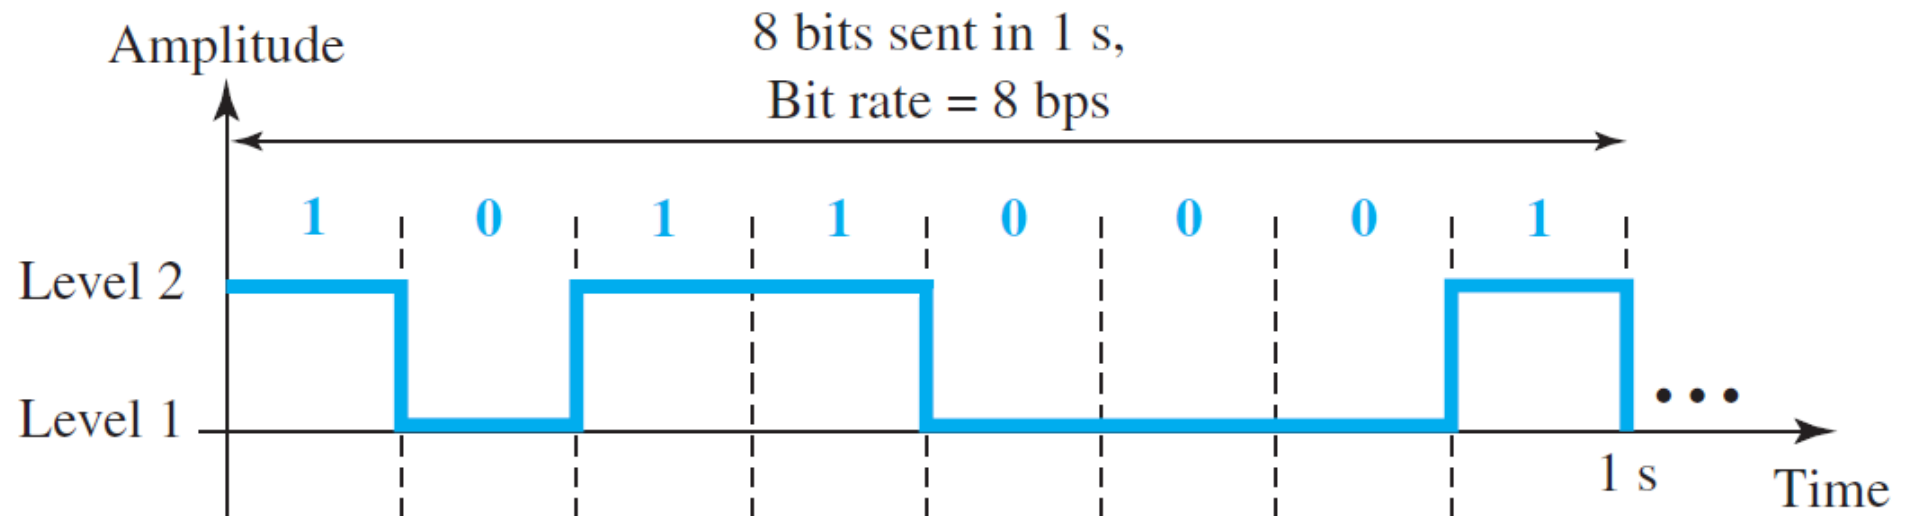 Amplitude
8 bits sent in 1 s,
Bit rate = 8 bps
1 0 1 1 0 0 0 1
Level 2
Level 1
1 s
Time